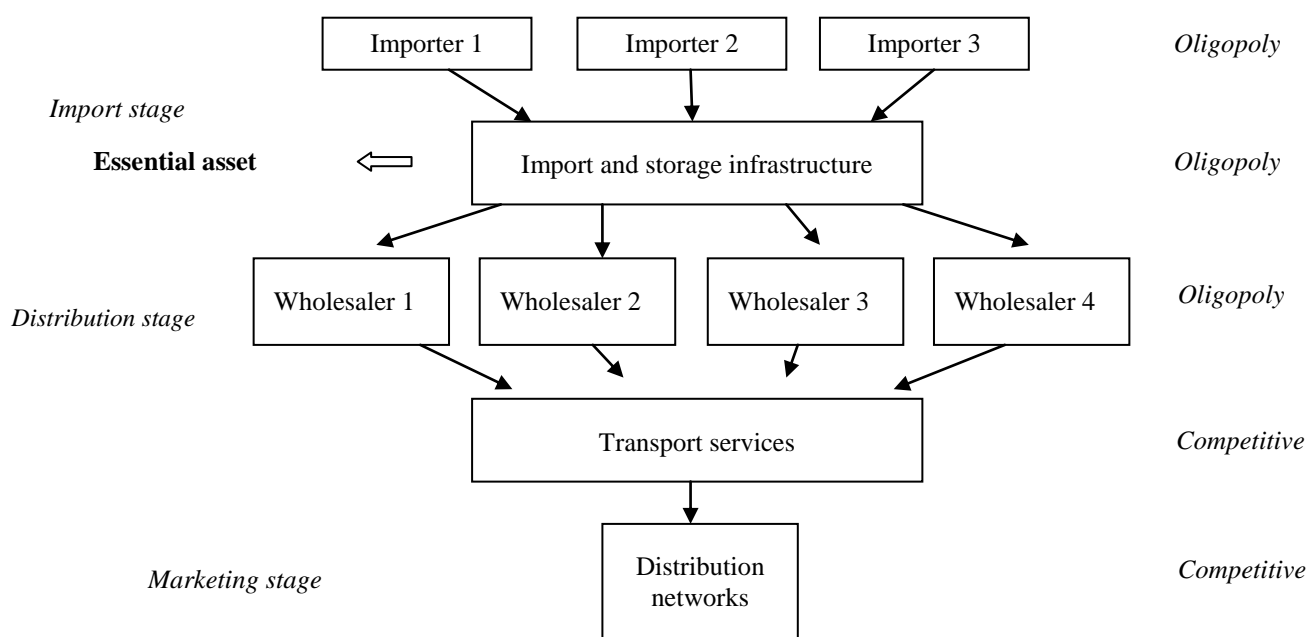 Importer 1
Importer 2
Importer 3
Oligopoly
Import stage
Essential asset
Import and storage infrastructure
Oligopoly
Wholesaler 1
Wholesaler 2
Wholesaler 3
Wholesaler 4
Oligopoly
Distribution stage
Transport services
Competitive
Marketing stage
Distribution
networks
Competitive